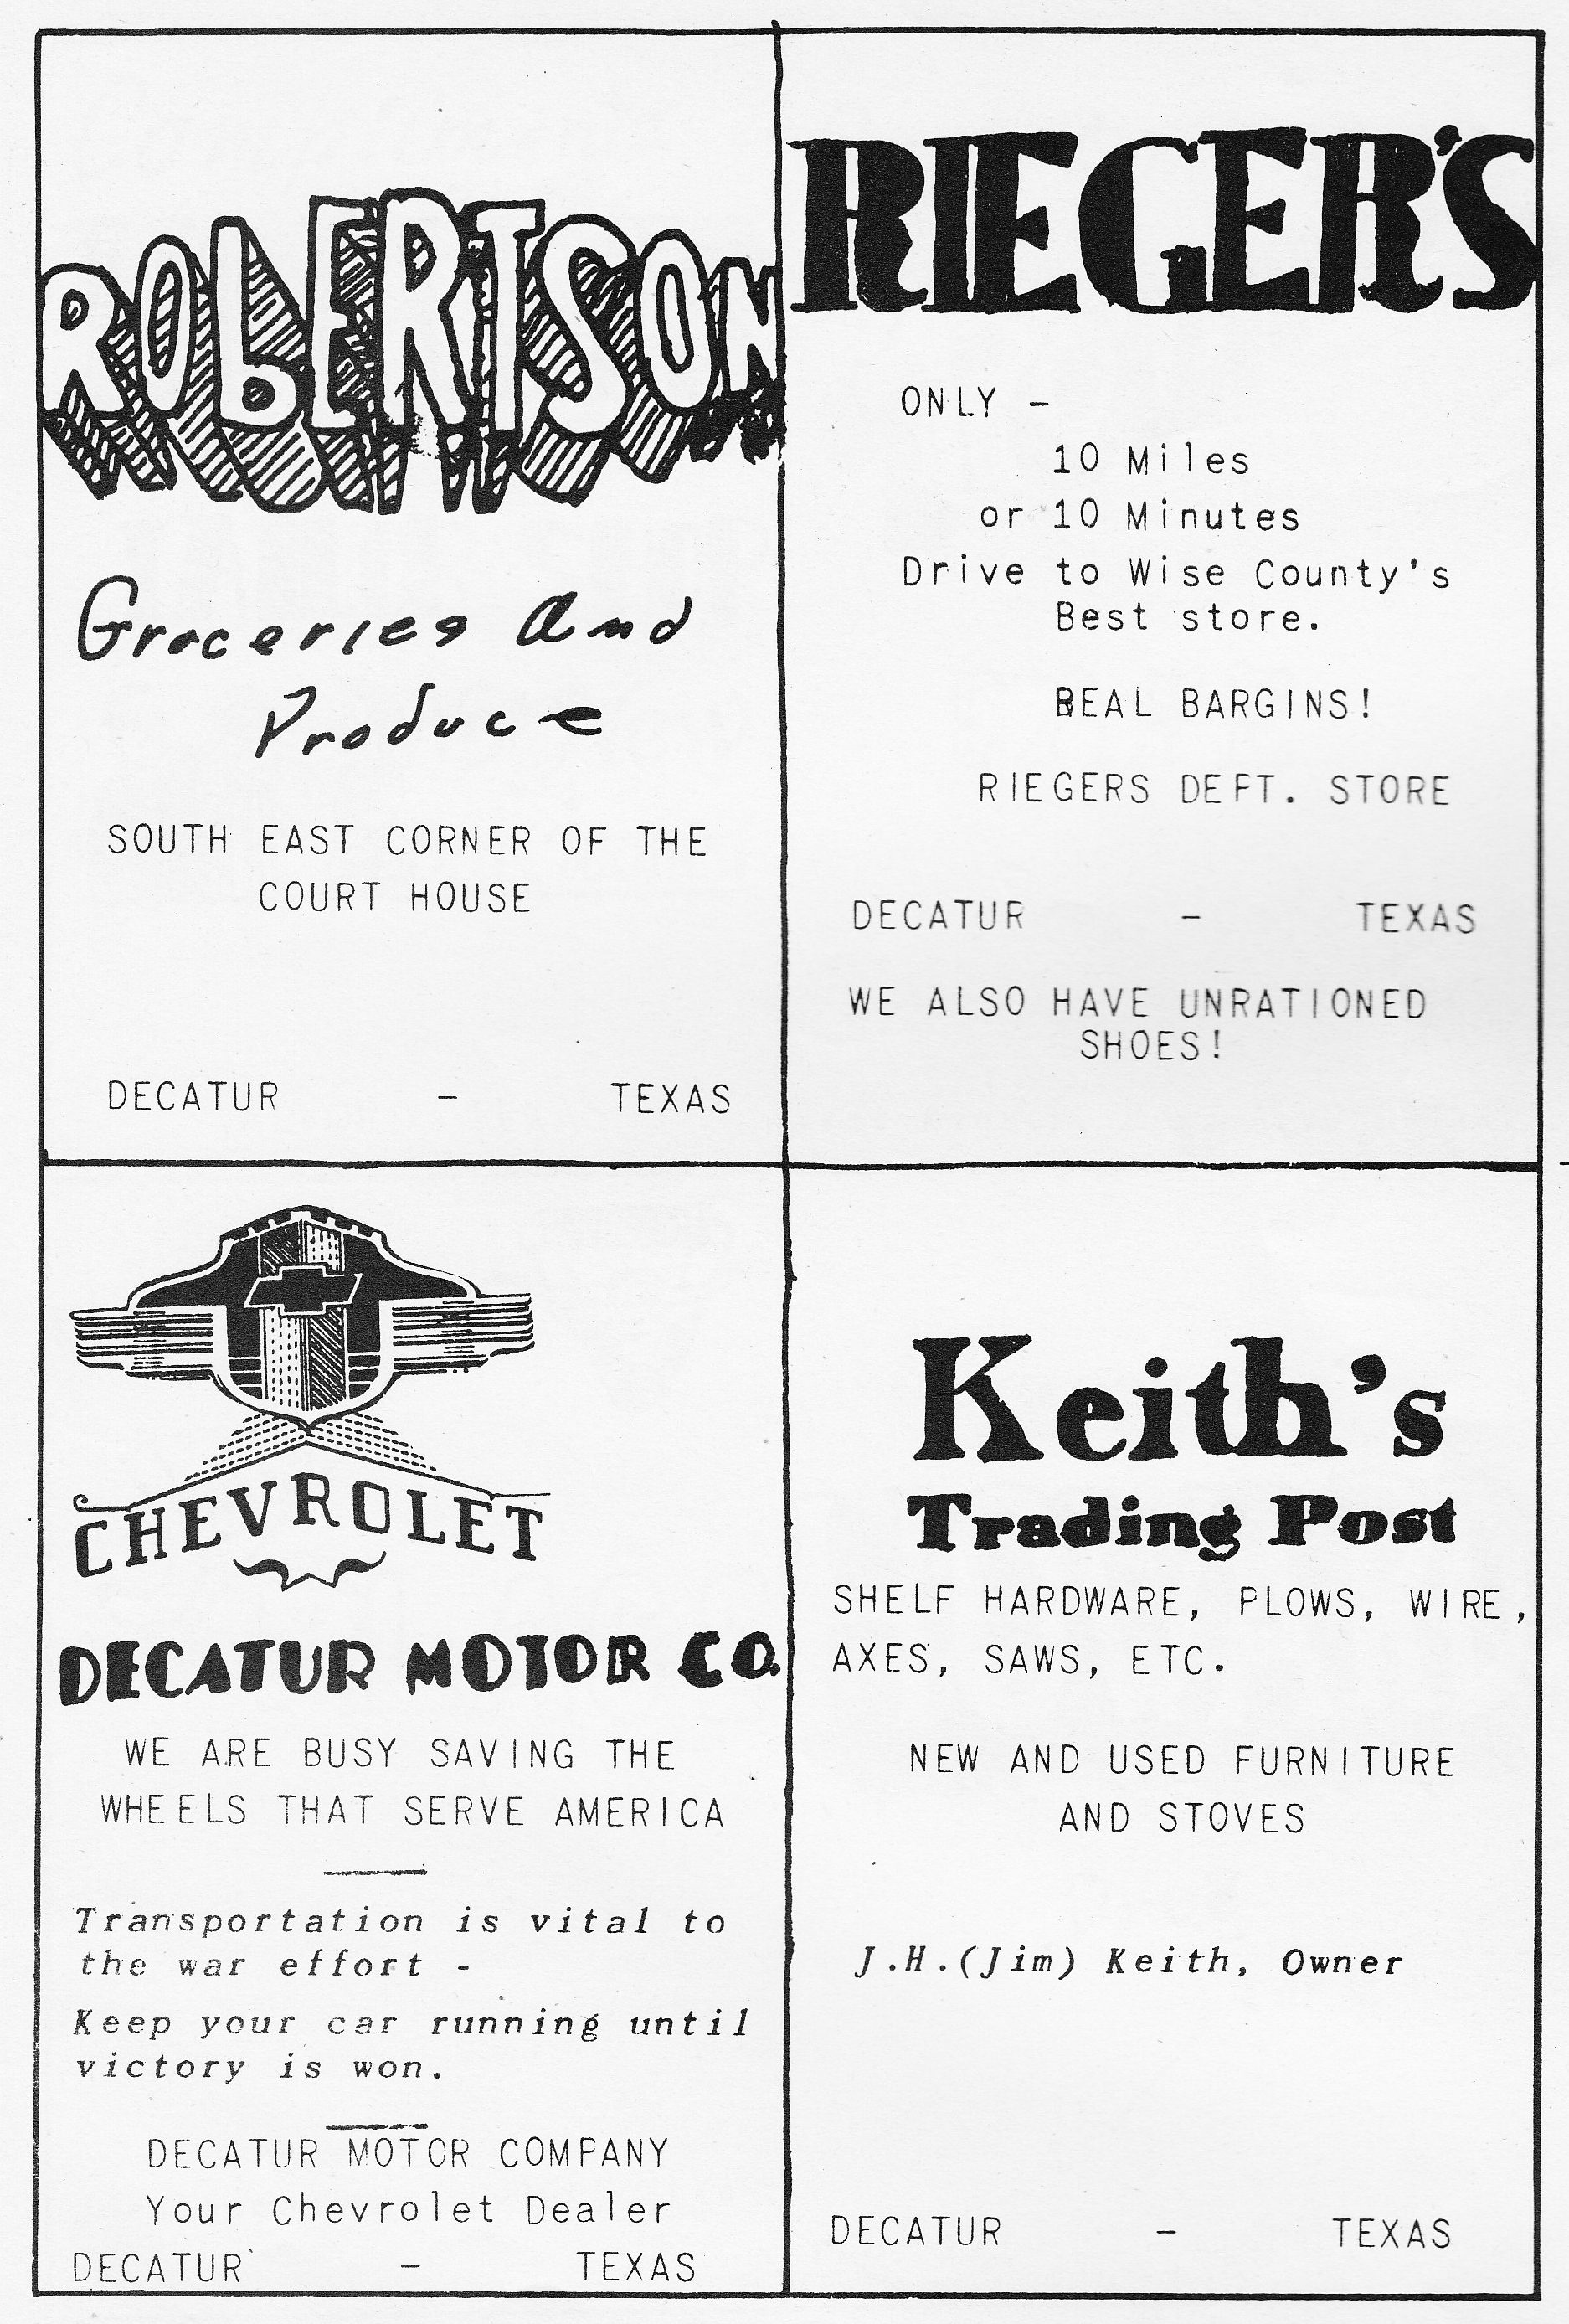 ROBERTSON
Groceries And
Produce
SOUTH EAST CORNER OF THE
COURT HOUSE
DECATUR - TEXAS
RIEGER'S
ONLY -
10 Miles
or 10 Minutes
Drive to Wise County's
Best store.
REAL BARGINS!
RIEGERS DEPT. STORE
DECATUR - TEXAS
WE ALSO HAVE UNRATIONED
SHOES!
CHEVROLET
DECATUR MOTOR CO.
WE ARE BUSY SAVING THE
WHEELS THAT SERVE AMERICA
Transportation is vital to
the war effort -
Keep your car running until
victory is won.
DECATUR MOTOR COMPANY
Your Chevrolet Dealer
DECATUR - TEXAS
Keith's
Trading Post
SHELF HARDWARE, PLOWS, WIRE,
AXES, SAWS, ETC.
NEW AND USED FURNITURE
AND STOVES
J.H.(Jim) Keith, Owner
DECATUR - TEXAS